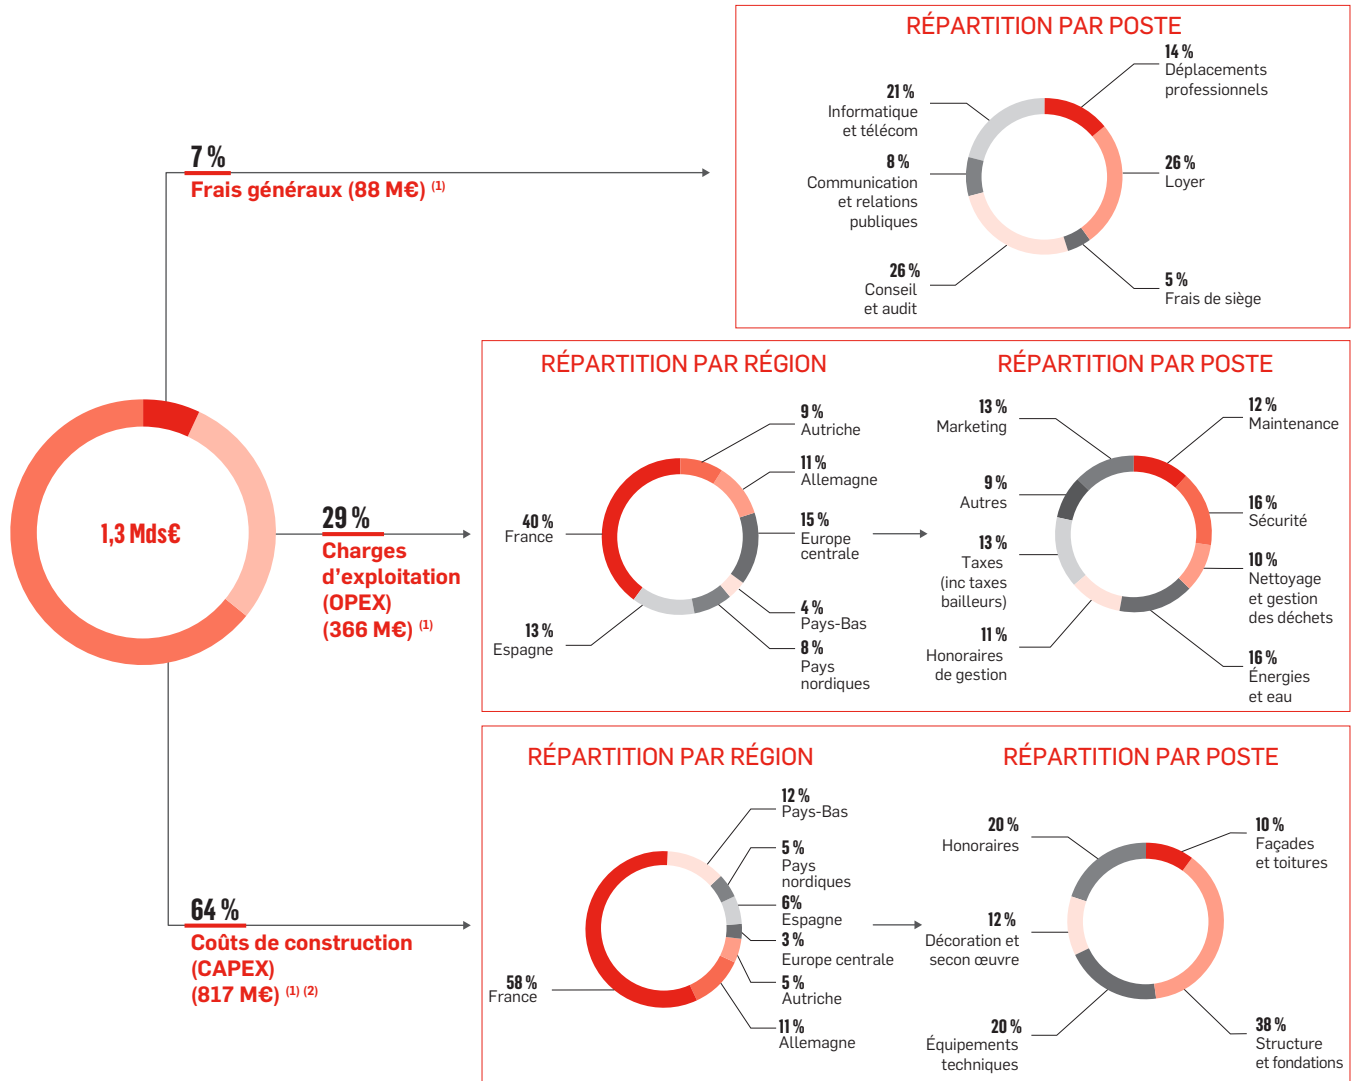 RÉPARTITION PAR POSTE
14 %
Déplacements
professionnels
21 %
Informatique
et télécom
8 %
Communication
et relations
publiques
26 %
Loyer
26 %
Conseil
et audit
5 %
Frais de siège
7 %
Frais généraux (88 M€) (1)
1,3 Mds€
29 %
Charges
d’exploitation
(OPEX)
(366 M€) (1)
RÉPARTITION PAR RÉGION
9 %
Autriche
11 %
Allemagne
40 %
France
15 %
Europe
centrale
4 %
Pays-Bas
13 %
Espagne
8 %
Pays
nordiques
RÉPARTITION PAR POSTE
13 %
Marketing
12 %
Maintenance
9 %
Autres
16 %
Sécurité
13 %
Taxes
(inc taxes
bailleurs)
10 %
Nettoyage
et gestion
des déchets
11 %
Honoraires
de gestion
16 %
Énergies
et eau
64 %
Coûts de construction
(CAPEX)
(817 M€) (1) (2)
RÉPARTITION PAR RÉGION
12 %
Pays-Bas
5 %
Pays
nordiques
6%
Espagne
3 %
Europe centrale
58 %
France
5 %
Autriche
11 %
Allemagne
RÉPARTITION PAR POSTE
20 %
Honoraires
10 %
Façades
et toitures
12 %
Décoration et
secon œuvre
20 %
Équipements
techniques
38 %
Structure
et fondations